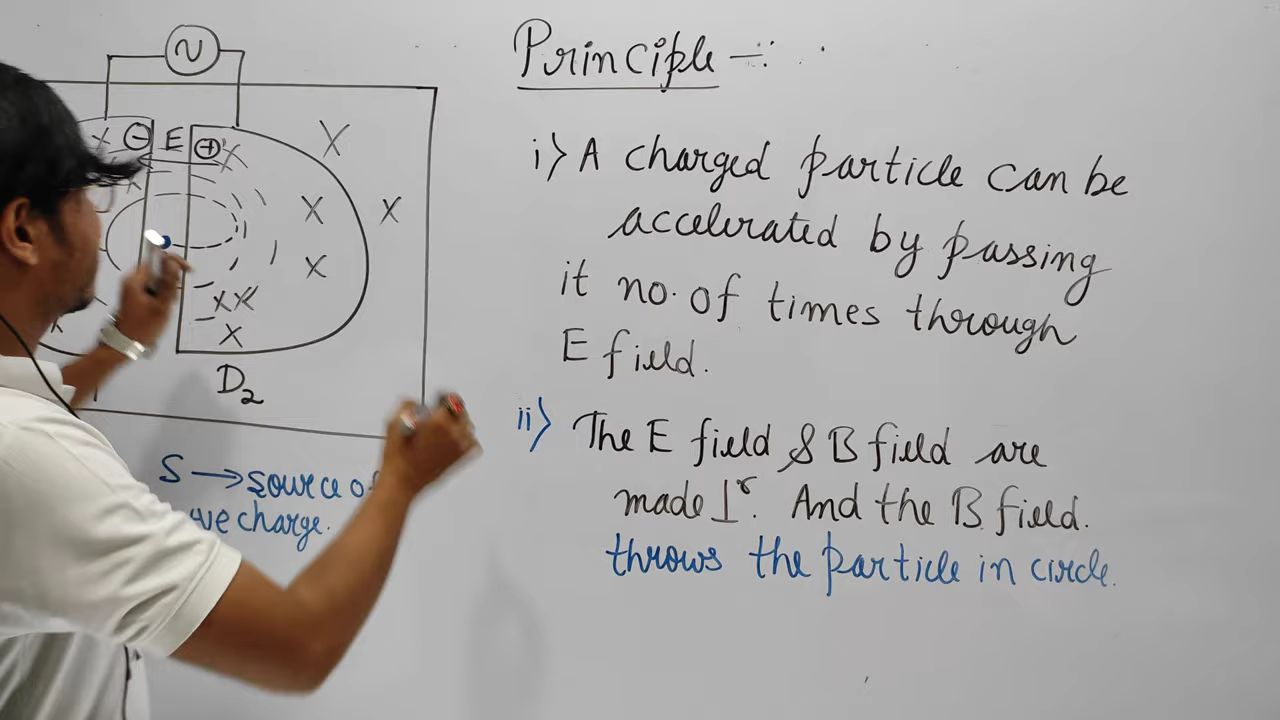 Principle -:
i) A charged particle can be
accelerated by passing
it no. of times through
E field.
ii) The E field & B field are
made ⊥r. And the B field.
throws the particle in circle.
~
X ⊖ E ⊕ X X
X X
X
X X
X X
D2
S → source of
ve charge.